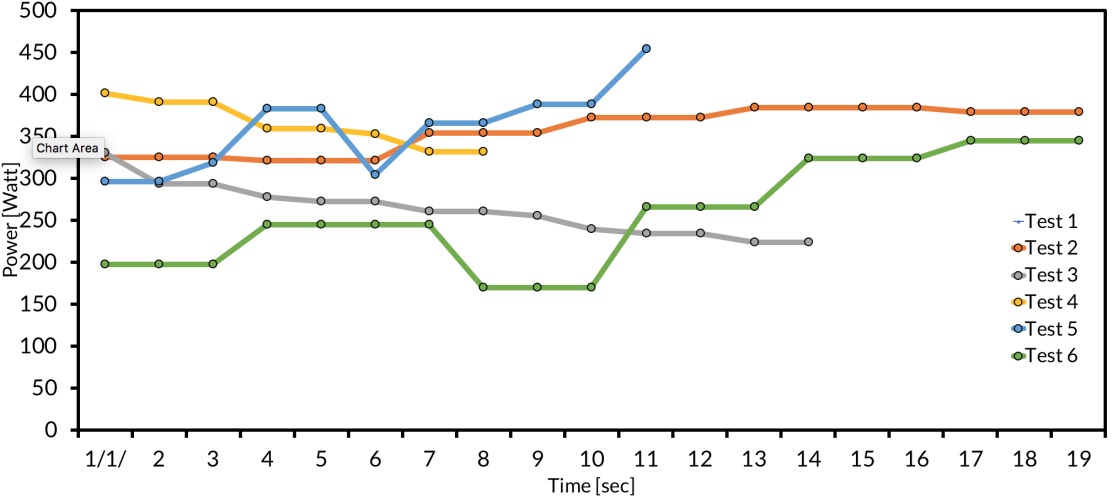 500
450
400
350
Chart Area
300
250
200
150
100
50
0
Power [Watt]
1/1/ 2 3 4 5 6 7 8 9 10 11 12 13 14 15 16 17 18 19
Time [sec]
Test 1
Test 2
Test 3
Test 4
Test 5
Test 6